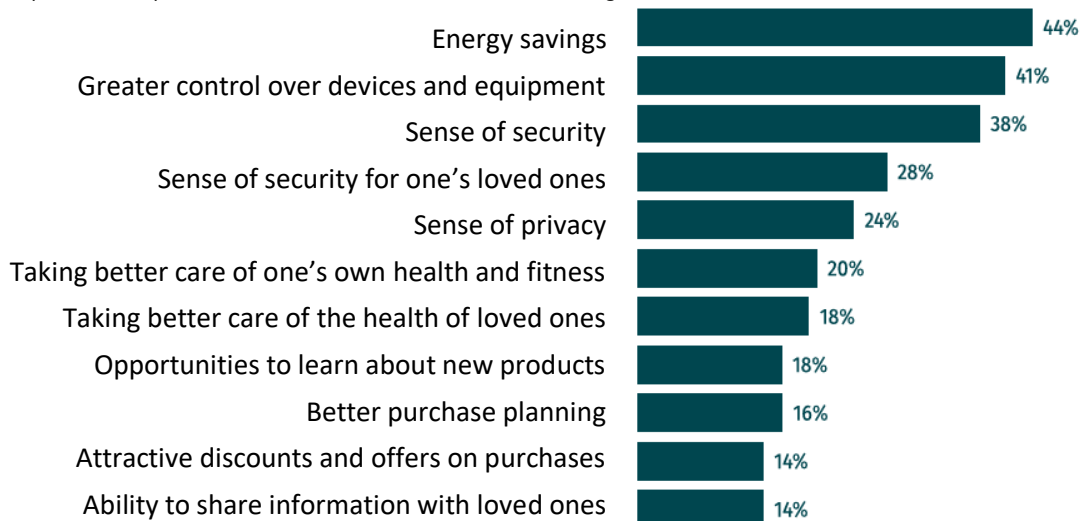 Energy savings 44%
Greater control over devices and equipment 41%
Sense of security 38%
Sense of security for one’s loved ones 28%
Sense of privacy 24%
Taking better care of one’s own health and fitness 20%
Taking better care of the health of loved ones 18%
Opportunities to learn about new products 18%
Better purchase planning 16%
Attractive discounts and offers on purchases 14%
Ability to share information with loved ones 14%